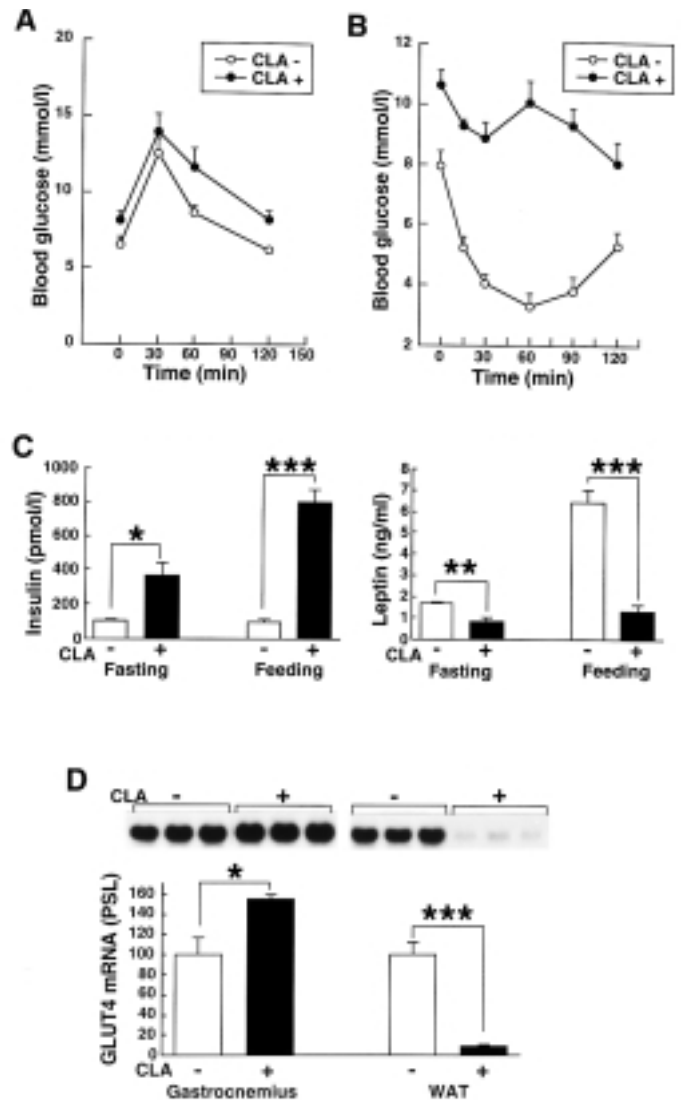 A
Blood glucose (mmol/l)
20
15
10
5
0
CLA -
CLA +
0 30 60 90 120 150
Time (min)
B
Blood glucose (mmol/l)
12
10
8
6
4
2
CLA -
CLA +
0 30 60 90 120
Time (min)
C
Insulin (pmol/l)
1000
800
600
400
200
0
*
***
CLA - + - +
Fasting Feeding
Leptin (ng/ml)
8
7
6
5
4
3
2
1
0
**
***
CLA - + - +
Fasting Feeding
D
CLA - + - +
GLUT4 mRNA (PSL)
160
140
120
100
80
60
40
20
0
*
***
CLA - + - +
Gastrocnemius WAT